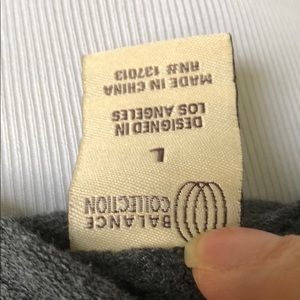 BALANCE
COLLECTION
L
DESIGNED IN
LOS ANGELES
MADE IN CHINA
RN# 137013